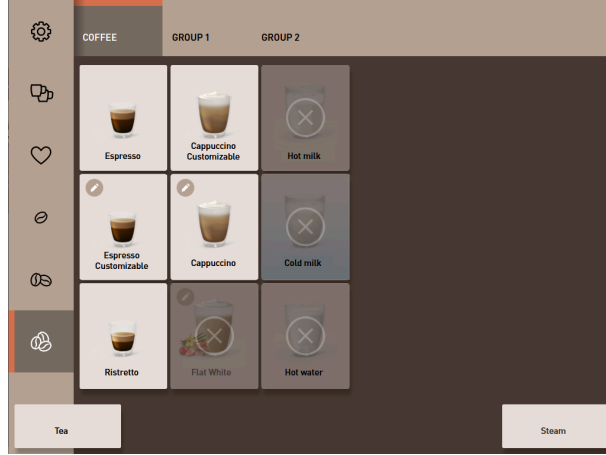 COFFEE
GROUP 1
GROUP 2
Espresso
Cappuccino
Customizable
Hot milk
Espresso
Customizable
Cappuccino
Cold milk
Ristretto
Flat White
Hot water
Tea
Steam